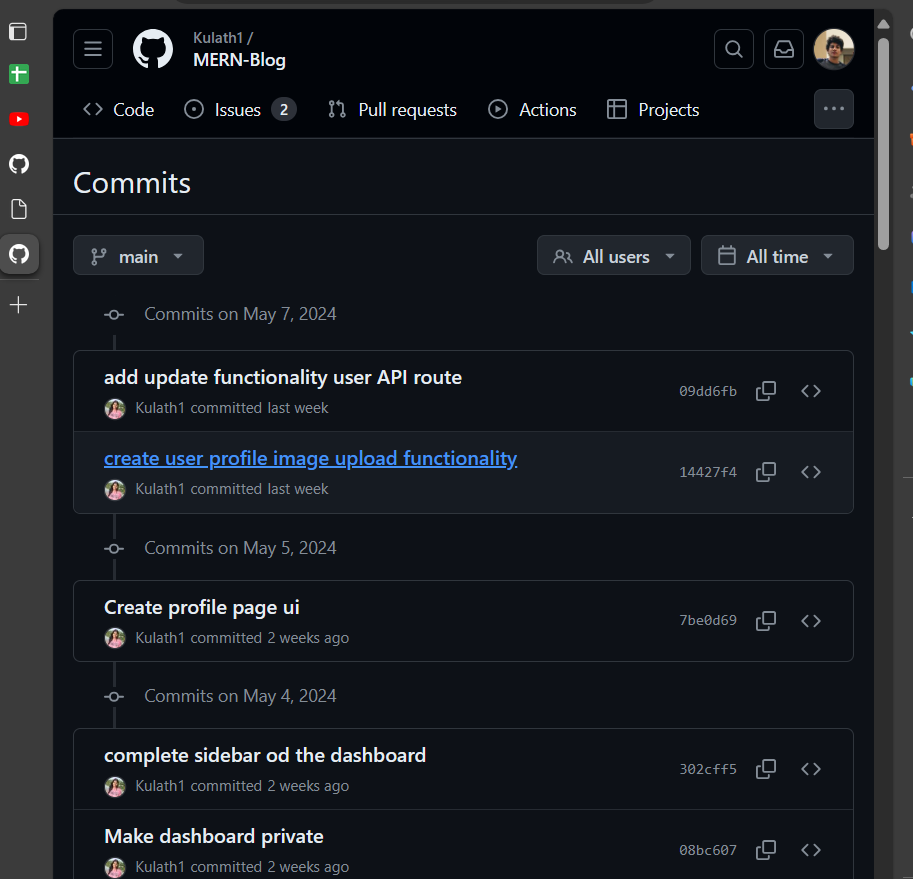 Kulath1 /
MERN-Blog
Code Issues 2 Pull requests Actions Projects
Commits
main All users All time
Commits on May 7, 2024
add update functionality user API route
Kulath1 committed last week
09dd6fb
create user profile image upload functionality
Kulath1 committed last week
14427f4
Commits on May 5, 2024
Create profile page ui
Kulath1 committed 2 weeks ago
7be0d69
Commits on May 4, 2024
complete sidebar od the dashboard
Kulath1 committed 2 weeks ago
302cff5
Make dashboard private
Kulath1 committed 2 weeks ago
08bc607